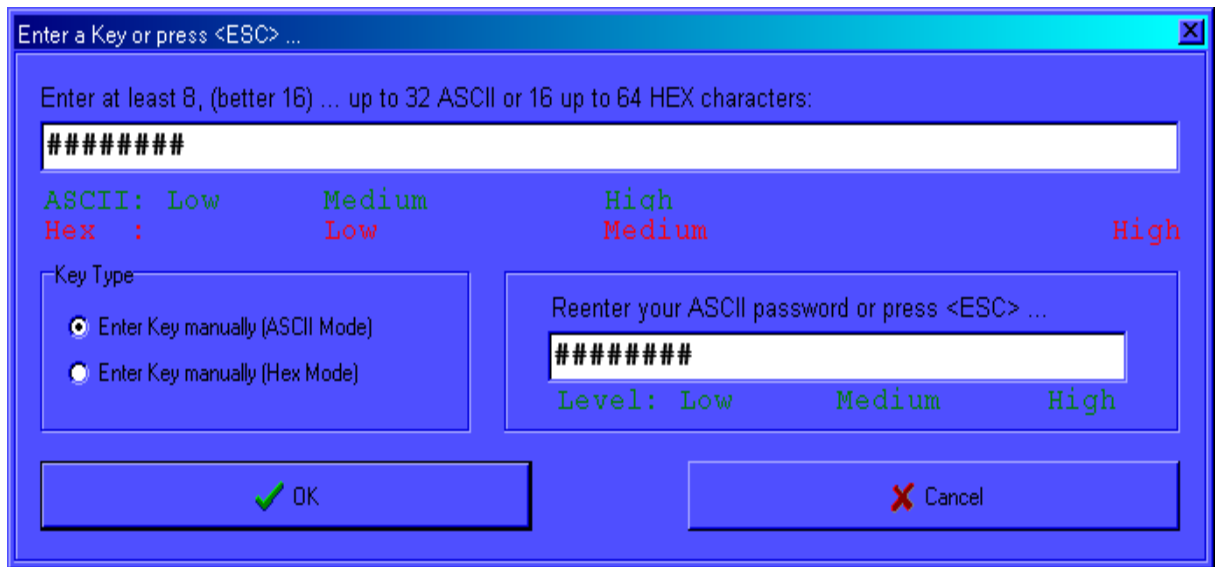 Enter a Key or press <ESC> ...
Enter at least 8, (better 16) ... up to 32 ASCII or 16 up to 64 HEX characters:
########
ASCII: Low Medium High
Hex : Low Medium High
Key Type
Enter Key manually (ASCII Mode)
Enter Key manually (Hex Mode)
Reenter your ASCII password or press <ESC> ...
########
Level: Low Medium High
OK
Cancel